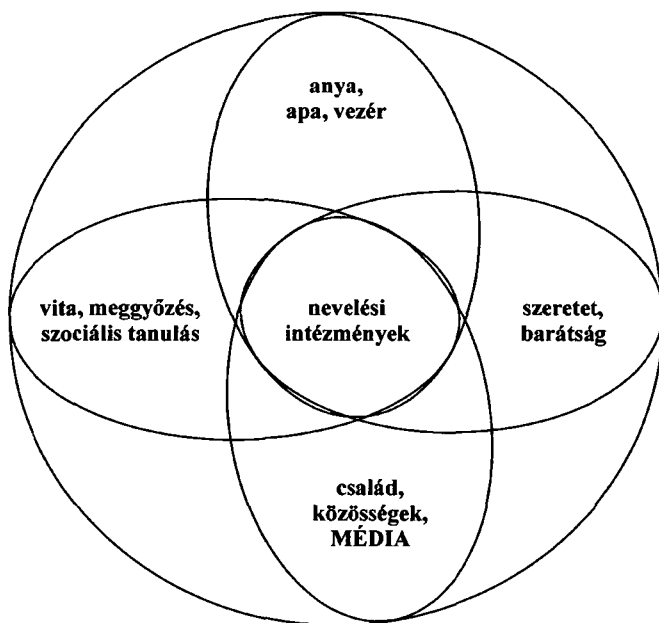 anya,
apa, vezér
vita, meggyőzés,
szociális tanulás
nevelési
intézmények
szeretet,
barátság
család,
közösségek,
MÉDIA